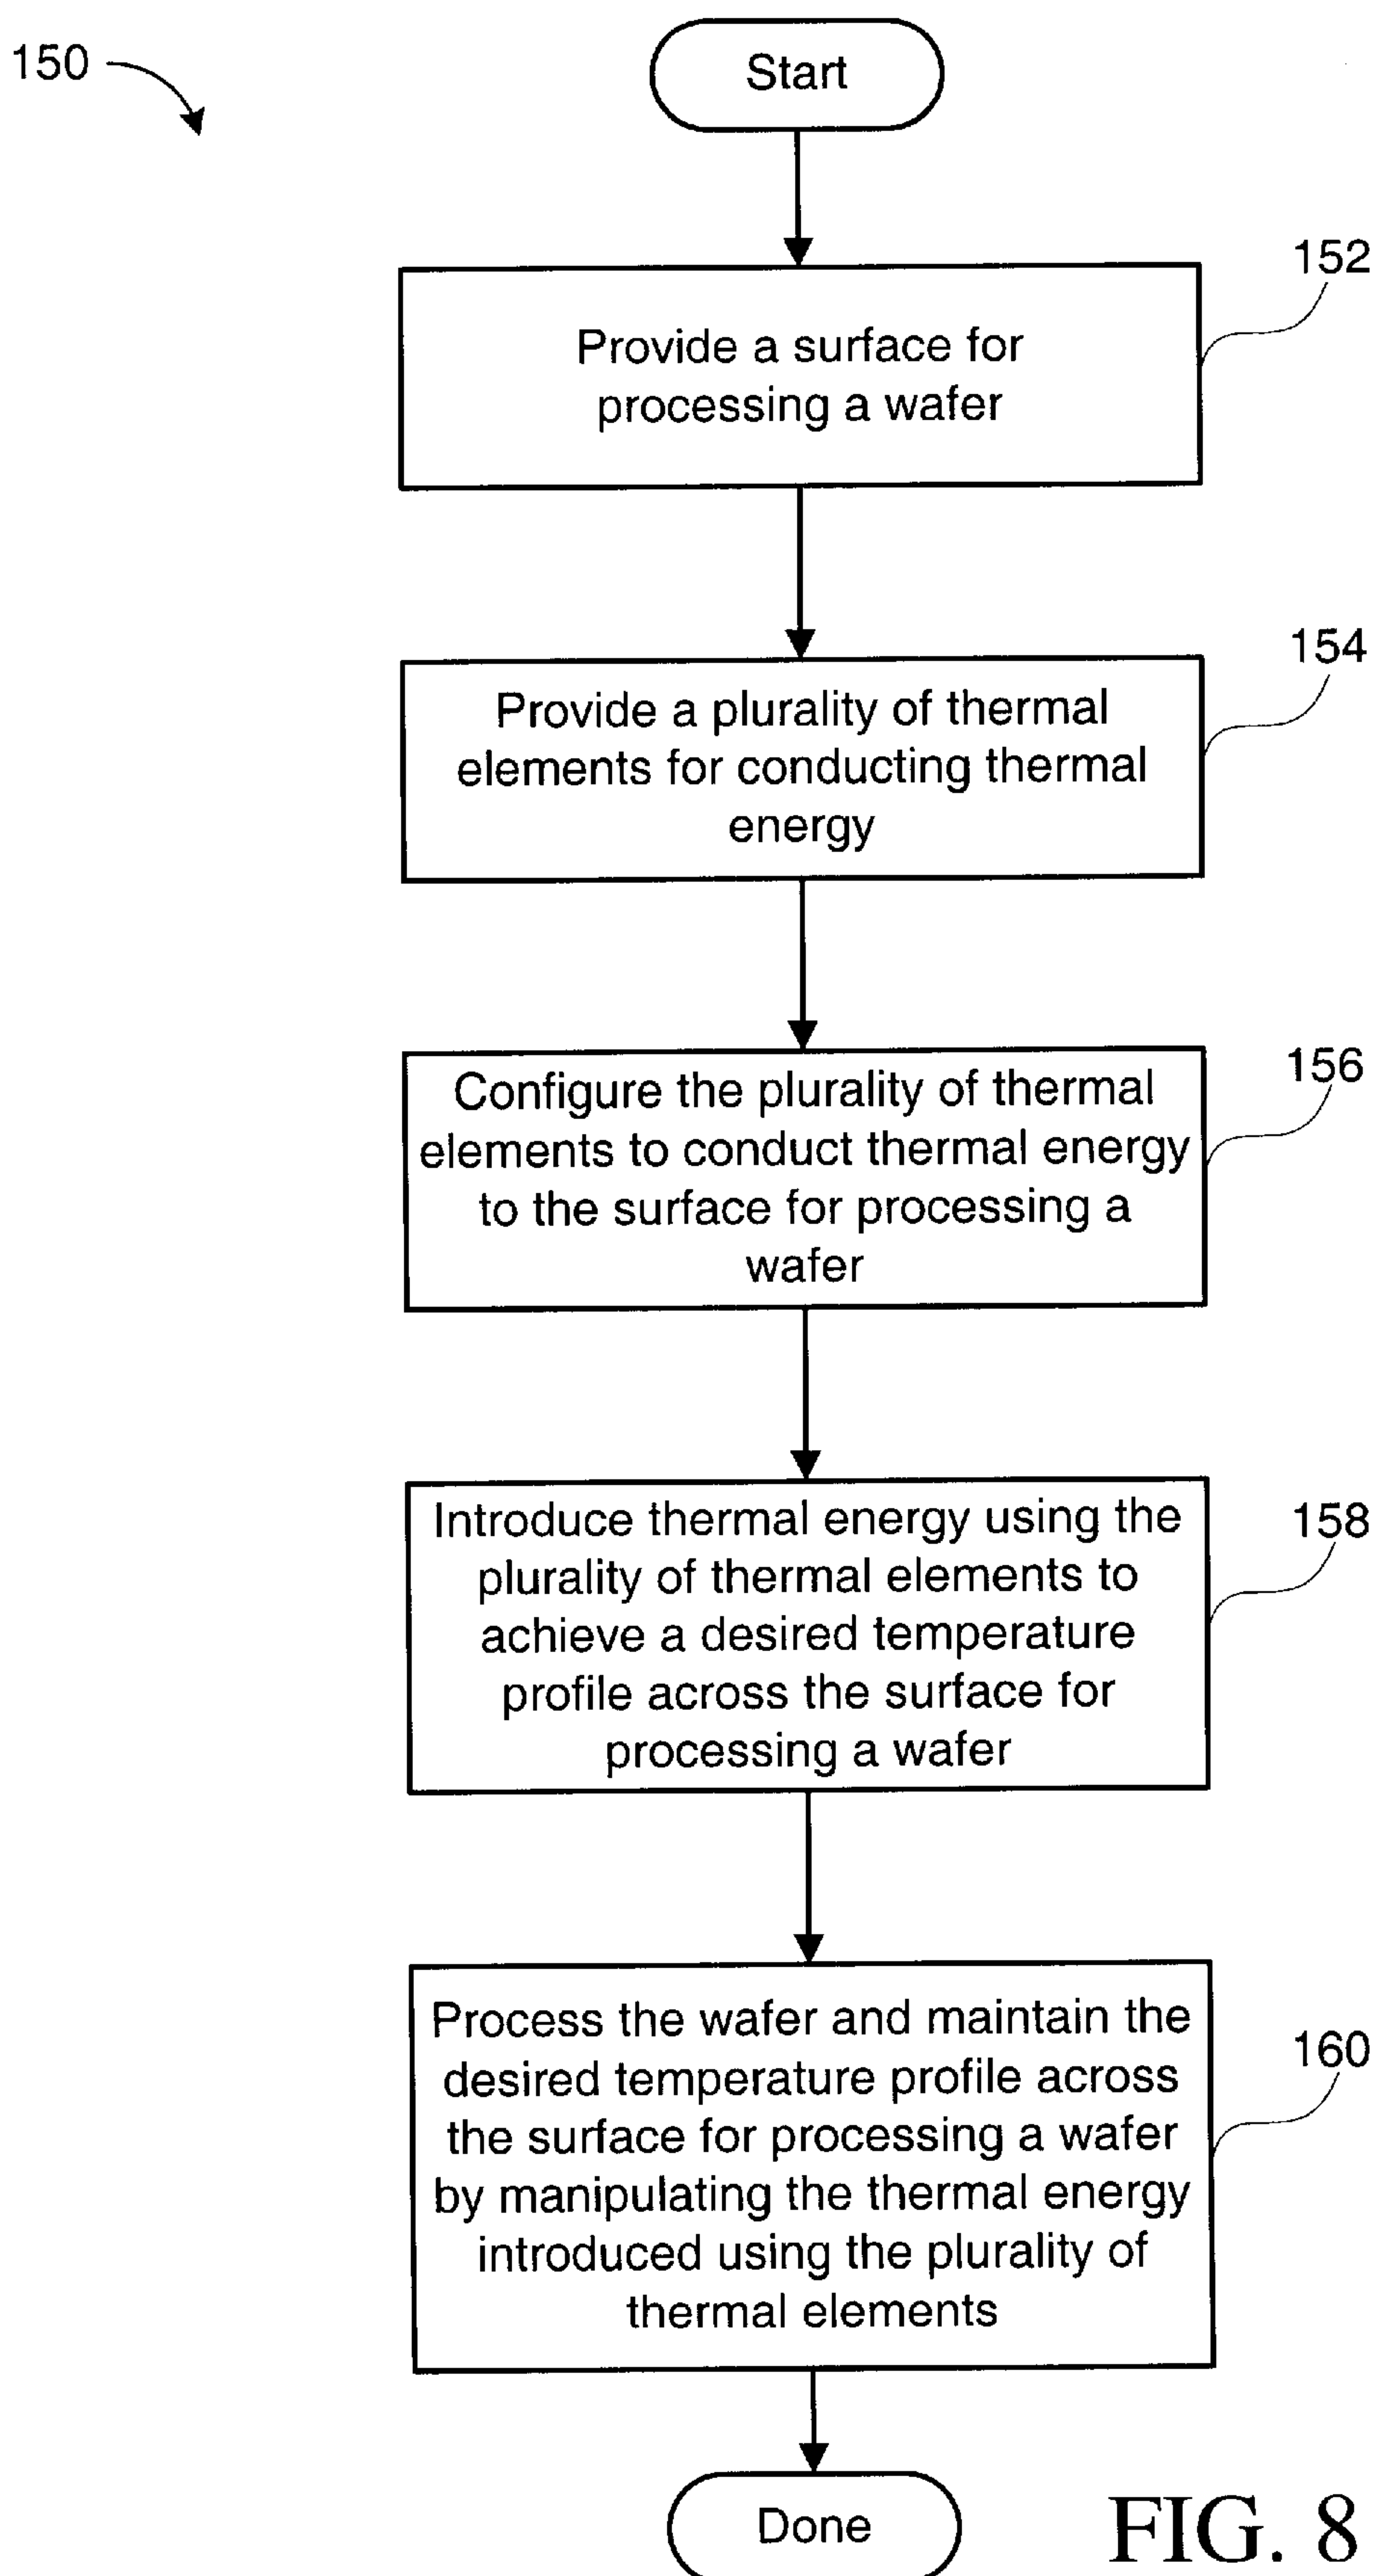 150
Start
152
Provide a surface for
processing a wafer
154
Provide a plurality of thermal
elements for conducting thermal
energy
156
Configure the plurality of thermal
elements to conduct thermal energy
to the surface for processing a
wafer
158
Introduce thermal energy using the
plurality of thermal elements to
achieve a desired temperature
profile across the surface for
processing a wafer
160
Process the wafer and maintain the
desired temperature profile across
the surface for processing a wafer
by manipulating the thermal energy
introduced using the plurality of
thermal elements
Done
FIG. 8